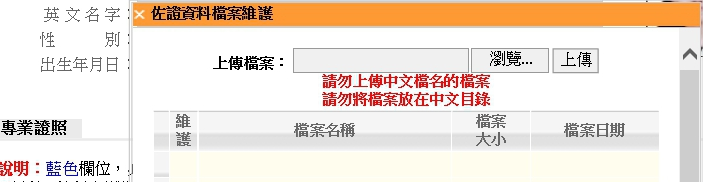 英文名字：
性　　別：
出生年月日：
專業證照
說明：藍色欄位，
佐證資料檔案維護
上傳檔案：
瀏覽...
上傳
請勿上傳中文檔名的檔案
請勿將檔案放在中文目錄
維護
檔案名稱
檔案大小
檔案日期